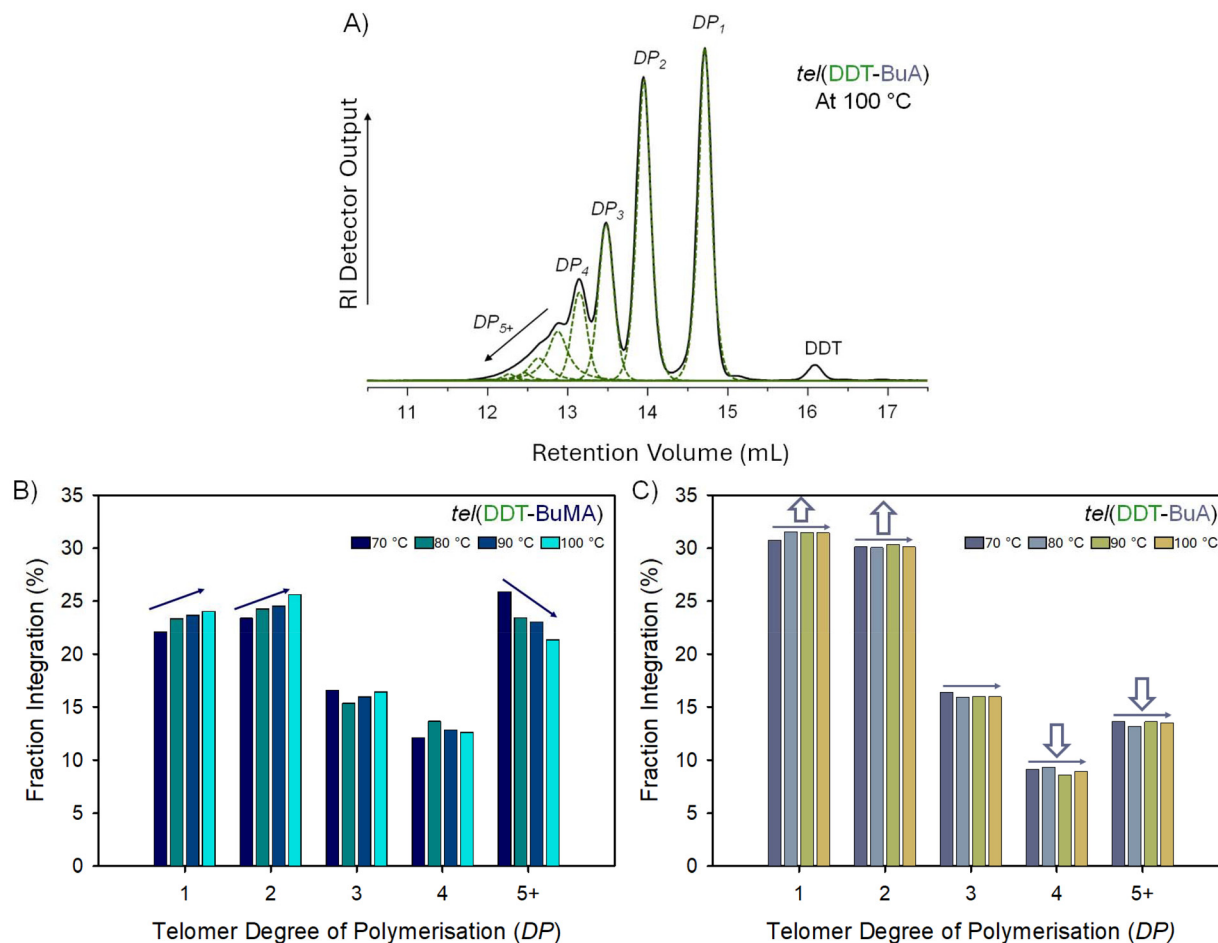 A)
DP1
DP2
tel(DDT-BuA)
At 100 °C
DP3
DP4
DP5+
DDT
RI Detector Output
11 12 13 14 15 16 17
Retention Volume (mL)
B)
tel(DDT-BuMA)
70 °C 80 °C 90 °C 100 °C
35
30
25
20
15
10
5
0
Fraction Integration (%)
1 2 3 4 5+
Telomer Degree of Polymerisation (DP)
C)
tel(DDT-BuA)
70 °C 80 °C 90 °C 100 °C
35
30
25
20
15
10
5
0
Fraction Integration (%)
1 2 3 4 5+
Telomer Degree of Polymerisation (DP)